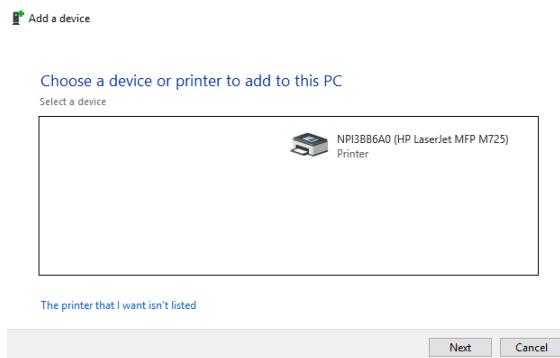 Add a device
Choose a device or printer to add to this PC
Select a device
NPI3BB6A0 (HP LaserJet MFP M725)
Printer
The printer that I want isn't listed
Next Cancel